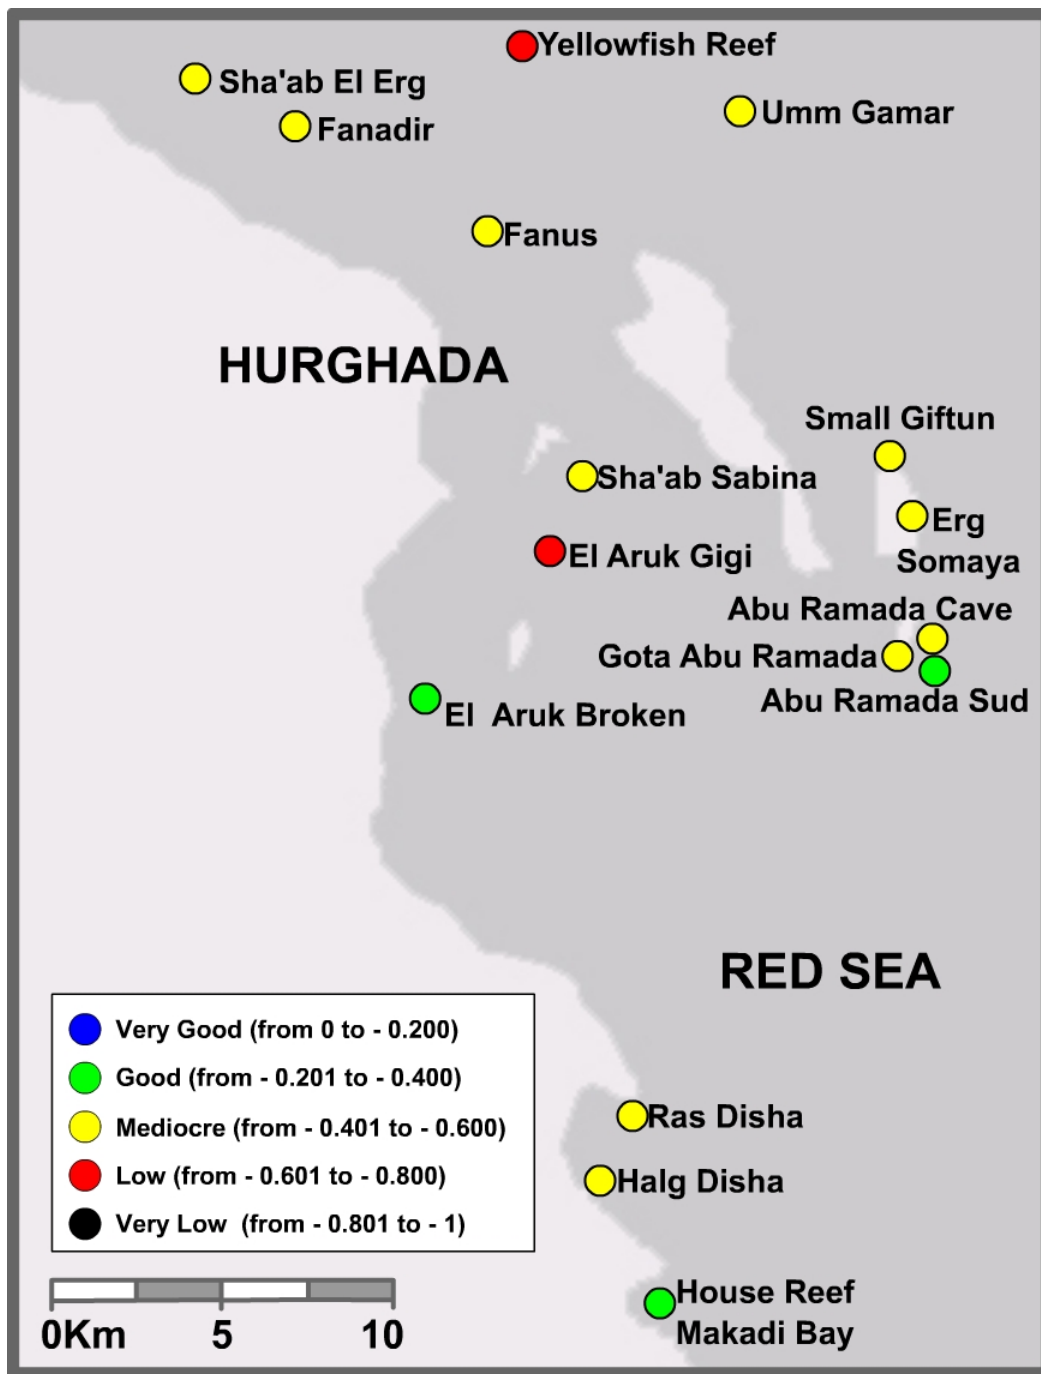 Yellowfish Reef
Sha'ab El Erg
Umm Gamar
Fanadir
Fanus
HURGHADA
Small Giftun
Sha'ab Sabina
Erg
Somaya
El Aruk Gigi
Abu Ramada Cave
Gota Abu Ramada
Abu Ramada Sud
El Aruk Broken
RED SEA
Very Good (from 0 to - 0.200)
Good (from - 0.201 to - 0.400)
Mediocre (from - 0.401 to - 0.600)
Low (from - 0.601 to - 0.800)
Very Low (from - 0.801 to - 1)
Ras Disha
Halg Disha
House Reef
Makadi Bay
0Km 5 10